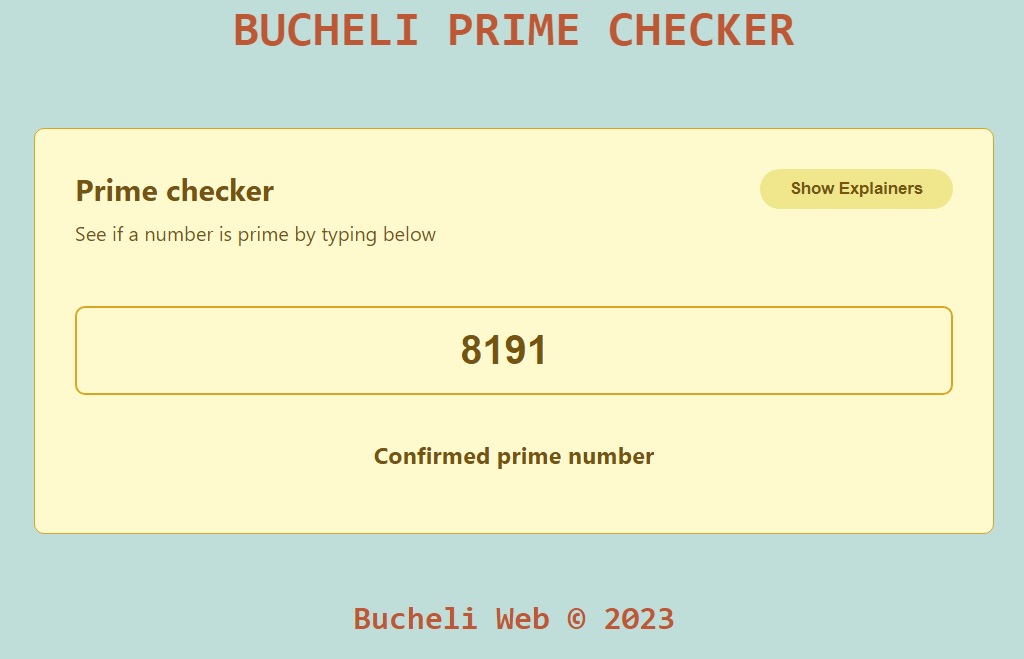 BUCHELI PRIME CHECKER
Prime checker
Show Explainers
See if a number is prime by typing below
8191
Confirmed prime number
Bucheli Web © 2023